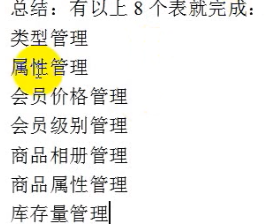 总结：有以上 8 个表就完成：
类型管理
属性管理
会员价格管理
会员级别管理
商品相册管理
商品属性管理
库存量管理